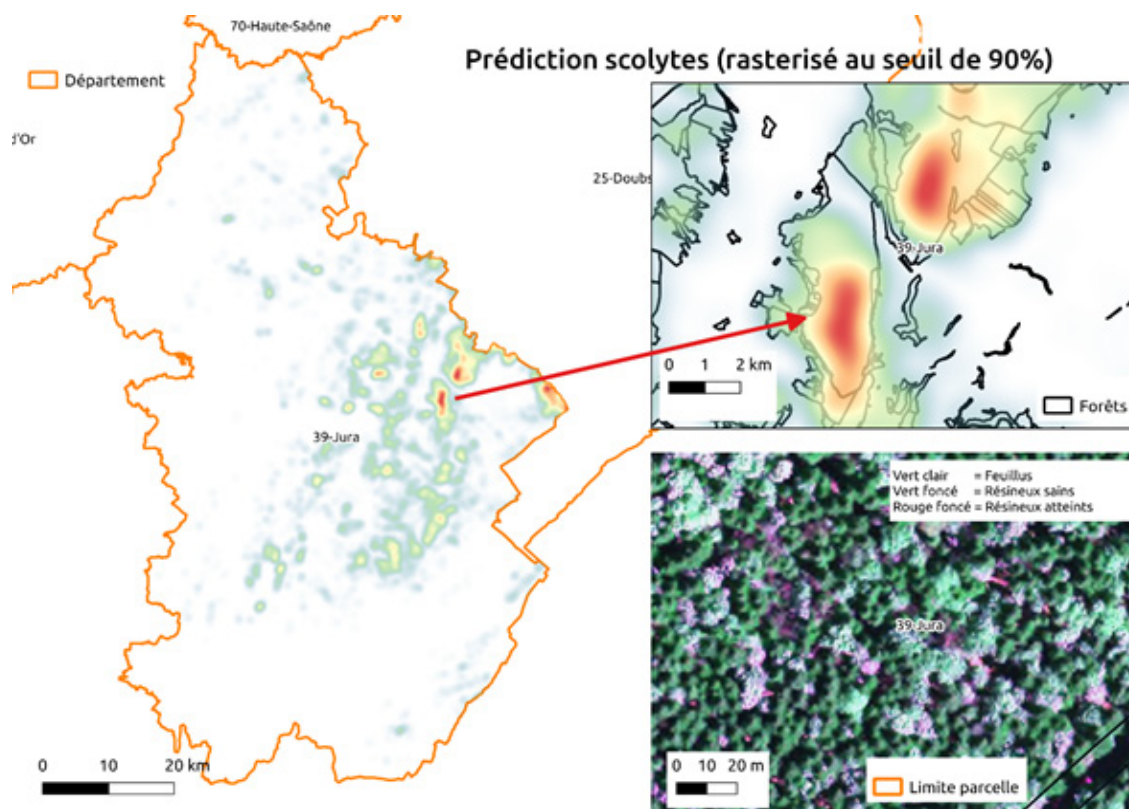 70-Haute-Saône
Prédiction scolytes (rasterisé au seuil de 90%)
Département
d'Or
25-Doubs
39-Jura
0 1 2 km
Forêts
39-Jura
Vert clair = Feuillus
Vert foncé = Résineux sains
Rouge foncé = Résineux atteints
39-Jura
0 10 20 km
0 10 20 m
Limite parcelle